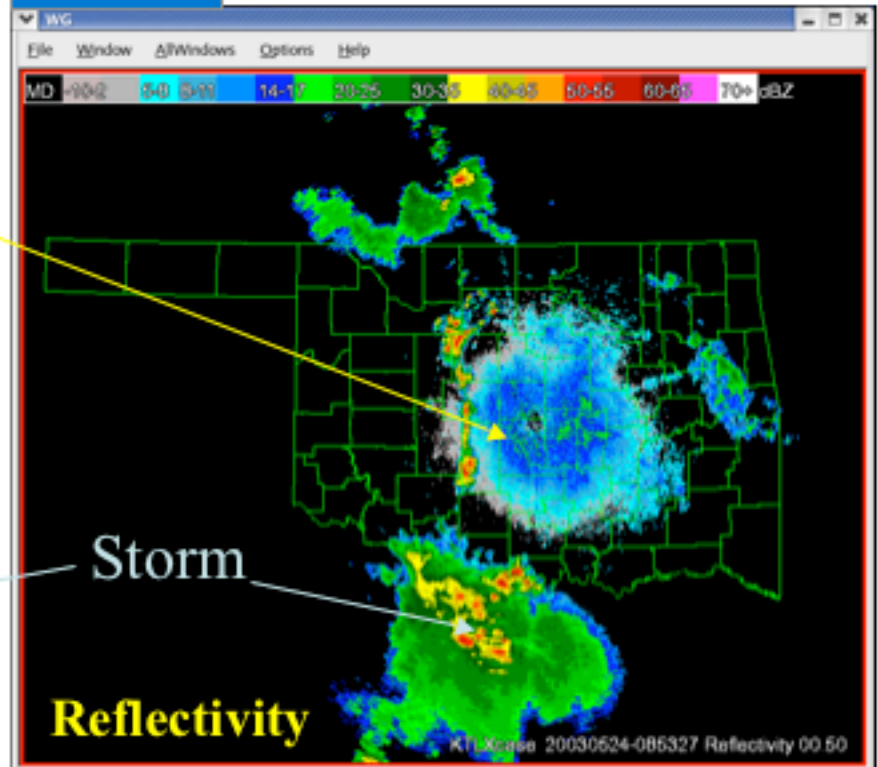 WG
File Window AllWindows Options Help
MD -10-2 5-8 8-11 14-17 20-25 30-35 40-45 50-55 60-65 70+ dBZ
Storm
Reflectivity
KTLXcase 20030524-085327 Reflectivity 00.50